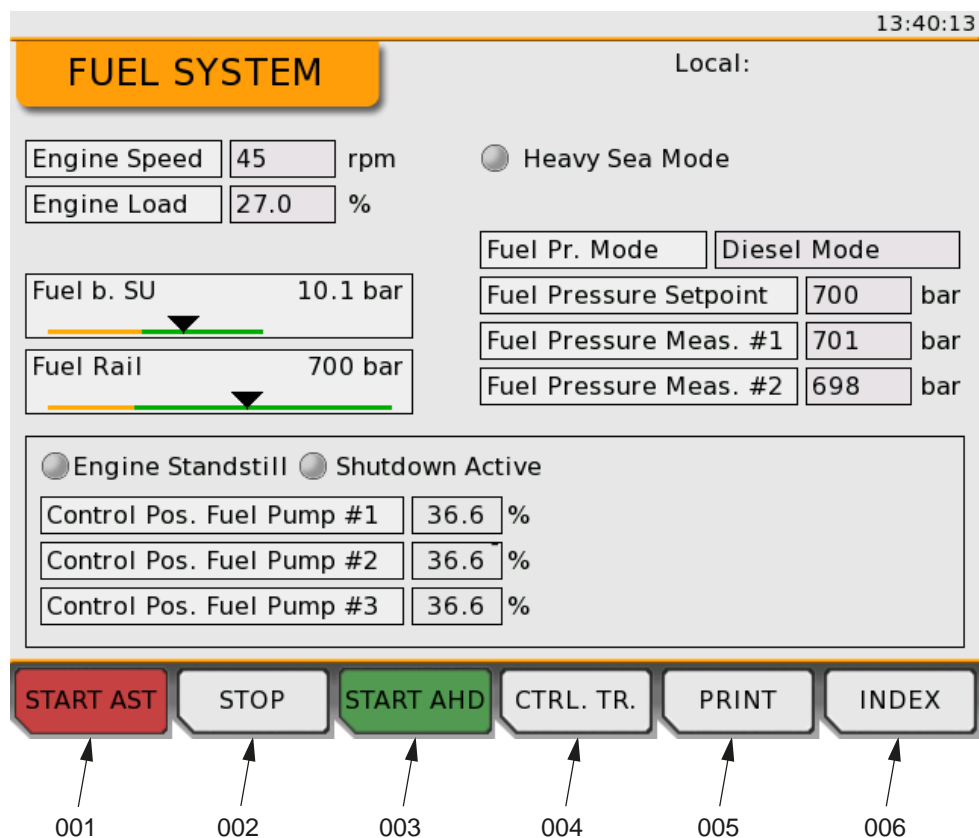 13:40:13
FUEL SYSTEM
Local:
Engine Speed 45 rpm
Heavy Sea Mode
Engine Load 27.0 %
Fuel Pr. Mode Diesel Mode
Fuel b. SU 10.1 bar
Fuel Pressure Setpoint 700 bar
Fuel Pressure Meas. #1 701 bar
Fuel Rail 700 bar
Fuel Pressure Meas. #2 698 bar
Engine Standstill Shutdown Active
Control Pos. Fuel Pump #1 36.6 %
Control Pos. Fuel Pump #2 36.6 %
Control Pos. Fuel Pump #3 36.6 %
START AST STOP START AHD CTRL. TR. PRINT INDEX
001 002 003 004 005 006